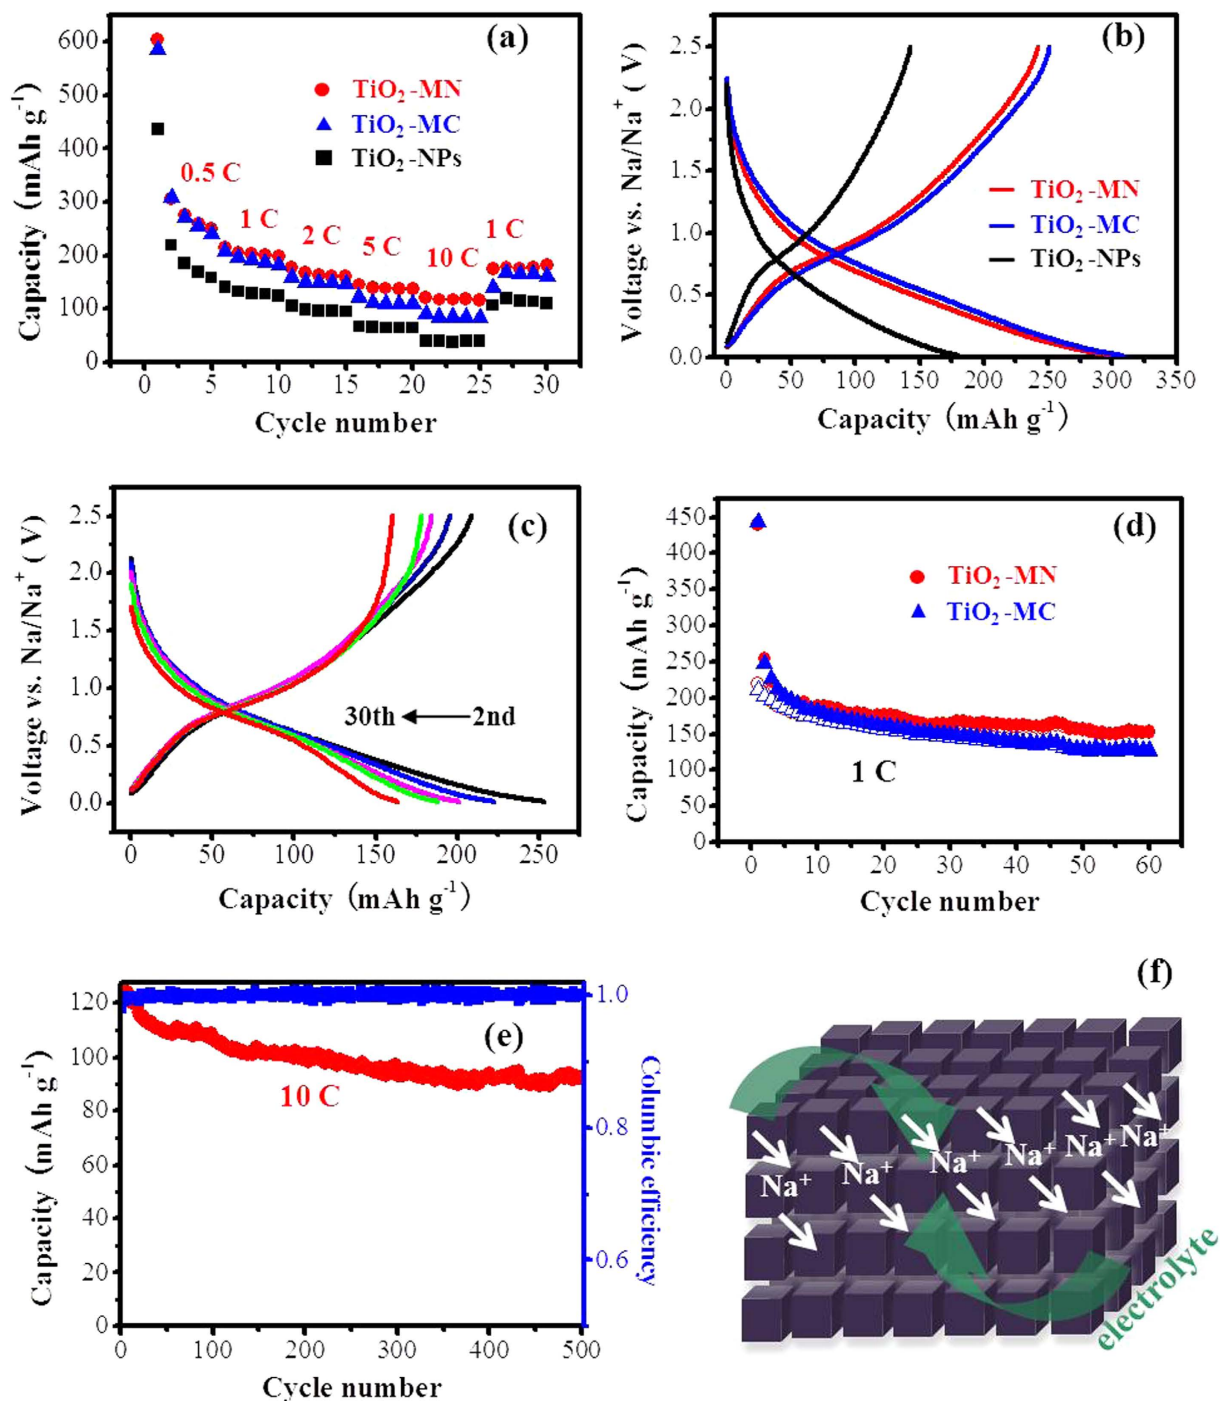 (a)
600
500
400
300
200
100
0
Capacity (mAh g-1)
TiO2-MN
TiO2-MC
TiO2-NPs
0.5 C
1 C
2 C
5 C
10 C
1 C
0 5 10 15 20 25 30
Cycle number
(b)
2.5
2.0
1.5
1.0
0.5
0.0
Voltage vs. Na/Na+ ( V)
TiO2-MN
TiO2-MC
TiO2-NPs
0 50 100 150 200 250 300 350
Capacity (mAh g-1)
(c)
2.5
2.0
1.5
1.0
0.5
0.0
Voltage vs. Na/Na+ ( V)
30th 2nd
0 50 100 150 200 250
Capacity (mAh g-1)
(d)
450
400
350
300
250
200
150
100
50
0
Capacity (mAh g-1)
TiO2-MN
TiO2-MC
1 C
0 10 20 30 40 50 60
Cycle number
(e)
120
100
80
60
40
20
0
Capacity (mAh g-1)
10 C
1.0
0.8
0.6
Columbic efficiency
0 100 200 300 400 500
Cycle number
(f)
Na+ Na+ Na+ Na+ Na+ Na+
electrolyte